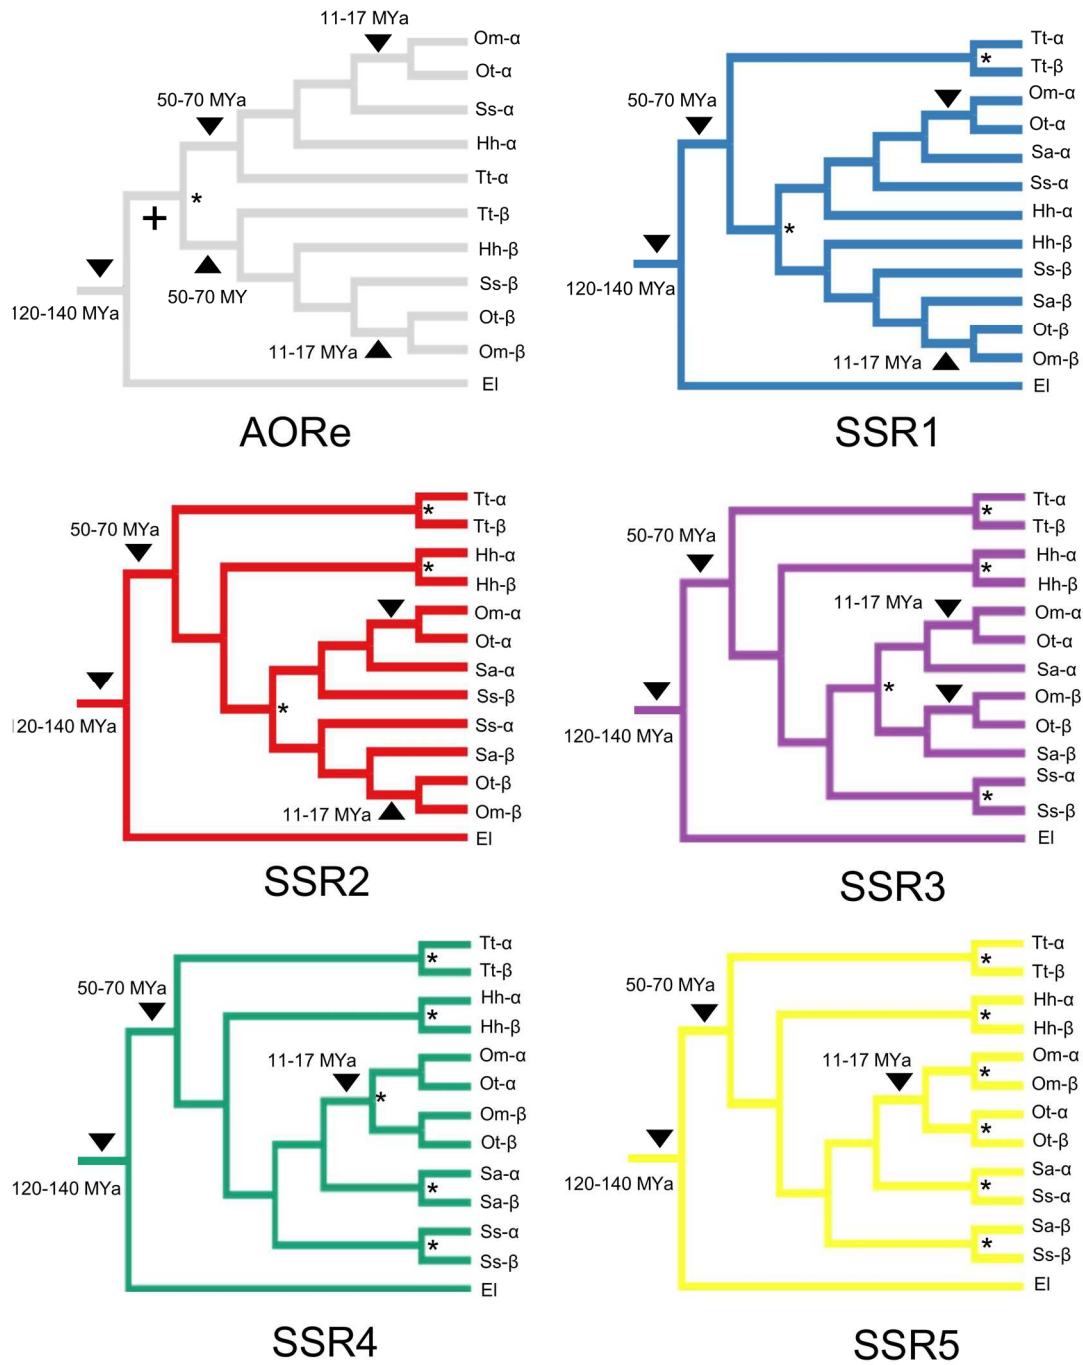 11-17 MYa
Om-α
Ot-α
50-70 MYa
Ss-α
Hh-α
Tt-α
*
+
Tt-β
Hh-β
Ss-β
50-70 MY
120-140 MYa
Ot-β
11-17 MYa
Om-β
El
AORe
Tt-α
*
Tt-β
50-70 MYa
Om-α
Ot-α
Sa-α
Ss-α
Hh-α
*
Hh-β
Ss-β
120-140 MYa
Sa-β
Ot-β
11-17 MYa
Om-β
El
SSR1
Tt-α
*
Tt-β
50-70 MYa
Hh-α
*
Hh-β
Om-α
Ot-α
Sa-α
Ss-β
*
120-140 MYa
Ss-α
Sa-β
Ot-β
11-17 MYa
Om-β
El
SSR2
Tt-α
*
Tt-β
50-70 MYa
Hh-α
*
Hh-β
11-17 MYa
Om-α
Ot-α
Sa-α
*
Om-β
Ot-β
120-140 MYa
Sa-β
Ss-α
*
Ss-β
El
SSR3
Tt-α
*
Tt-β
50-70 MYa
Hh-α
*
Hh-β
11-17 MYa
Om-α
Ot-α
*
Om-β
Ot-β
Sa-α
120-140 MYa
*
Sa-β
Ss-α
*
Ss-β
El
SSR4
Tt-α
*
Tt-β
50-70 MYa
Hh-α
*
Hh-β
11-17 MYa
Om-α
*
Om-β
Ot-α
*
Ot-β
Sa-α
120-140 MYa
*
Ss-α
Sa-β
*
Ss-β
El
SSR5